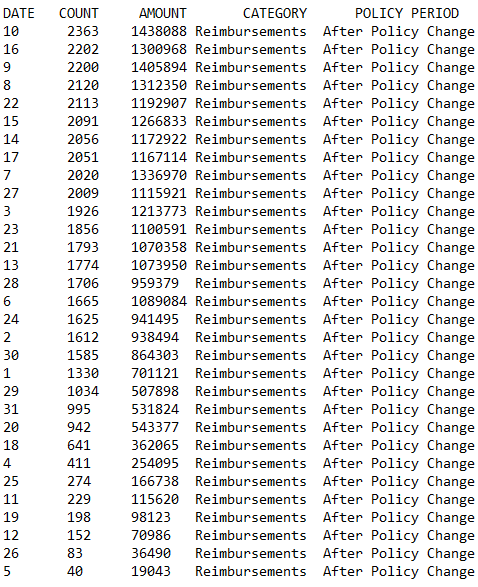 DATE COUNT AMOUNT CATEGORY POLICY PERIOD
10 2363 1438088 Reimbursements After Policy Change
16 2202 1300968 Reimbursements After Policy Change
9 2200 1405894 Reimbursements After Policy Change
8 2120 1312350 Reimbursements After Policy Change
22 2113 1192907 Reimbursements After Policy Change
15 2091 1266833 Reimbursements After Policy Change
14 2056 1172922 Reimbursements After Policy Change
17 2051 1167114 Reimbursements After Policy Change
7 2020 1336970 Reimbursements After Policy Change
27 2009 1115921 Reimbursements After Policy Change
3 1926 1213773 Reimbursements After Policy Change
23 1856 1100591 Reimbursements After Policy Change
21 1793 1070358 Reimbursements After Policy Change
13 1774 1073950 Reimbursements After Policy Change
28 1706 959379 Reimbursements After Policy Change
6 1665 1089084 Reimbursements After Policy Change
24 1625 941495 Reimbursements After Policy Change
2 1612 938494 Reimbursements After Policy Change
30 1585 864303 Reimbursements After Policy Change
1 1330 701121 Reimbursements After Policy Change
29 1034 507898 Reimbursements After Policy Change
31 995 531824 Reimbursements After Policy Change
20 942 543377 Reimbursements After Policy Change
18 641 362065 Reimbursements After Policy Change
4 411 254095 Reimbursements After Policy Change
25 274 166738 Reimbursements After Policy Change
11 229 115620 Reimbursements After Policy Change
19 198 98123 Reimbursements After Policy Change
12 152 70986 Reimbursements After Policy Change
26 83 36490 Reimbursements After Policy Change
5 40 19043 Reimbursements After Policy Change